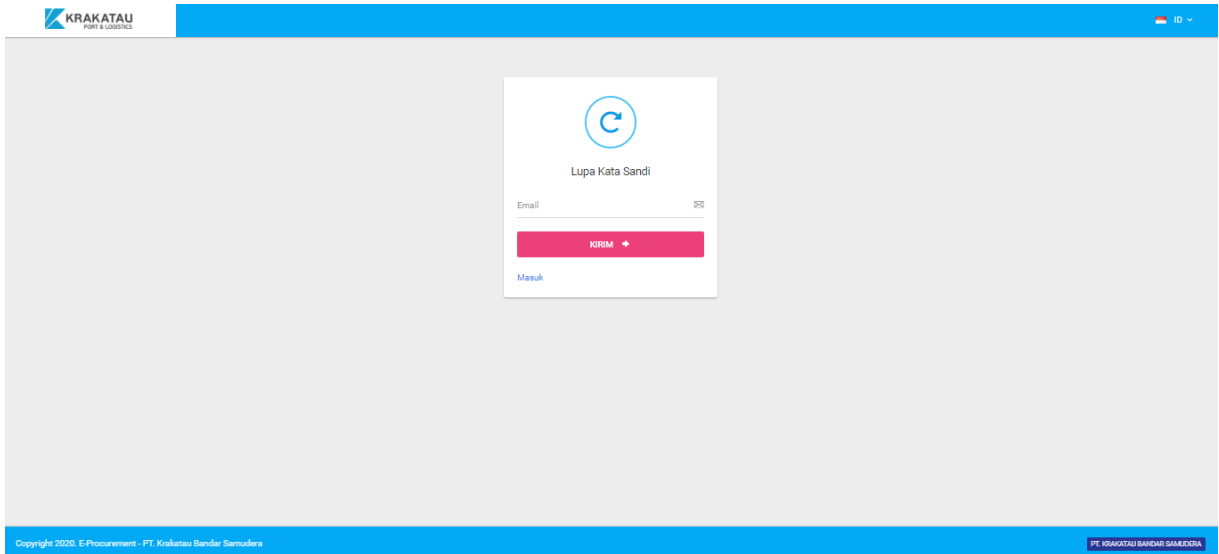 KRAKATAU
PORT & LOGISTICS
ID
Lupa Kata Sandi
Email
KIRIM
Masuk
Copyright 2020. E-Procurement - PT. Krakatau Bandar Samudera
PT. KRAKATAU BANDAR SAMUDERA